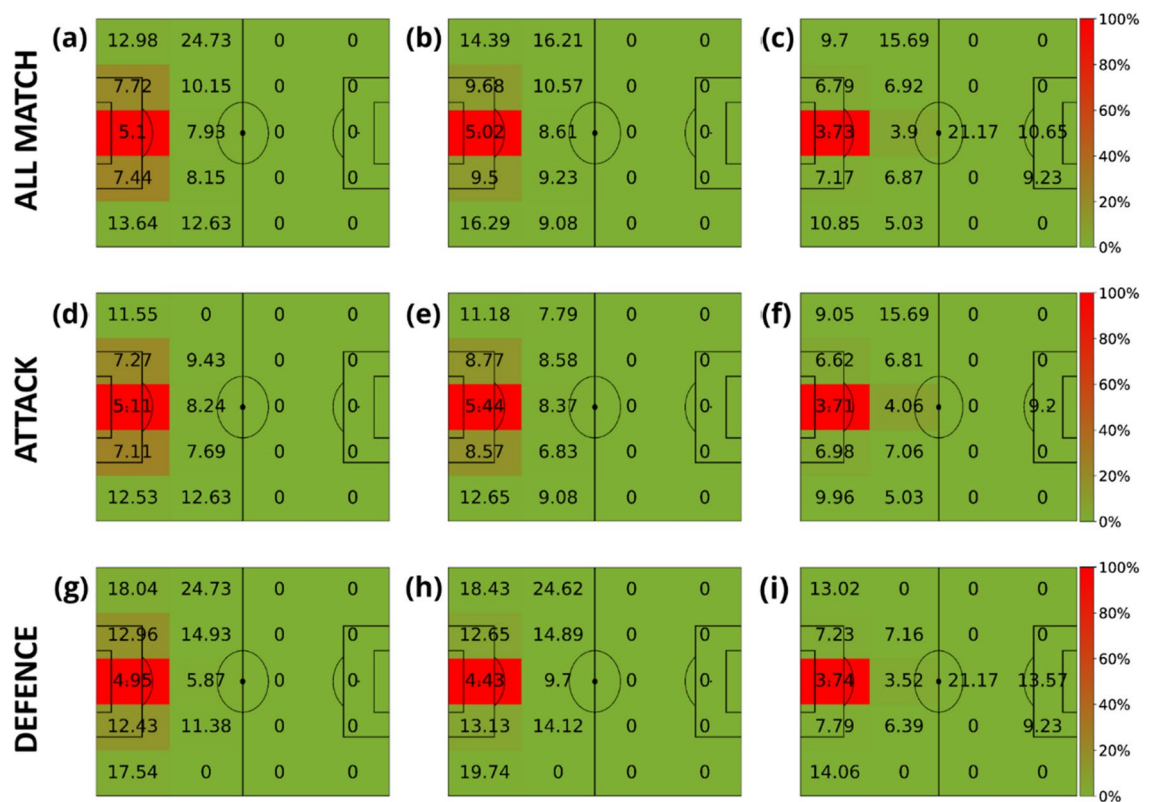 ALL MATCH
(a) 12.98 24.73 0 0 (b) 14.39 16.21 0 0 (c) 9.7 15.69 0 0 100%
80%
7.72 10.15 0 0 9.68 10.57 0 0 6.79 6.92 0 0
60%
5.1 7.93 0 0 5.02 8.61 0 0 3.73 3.9 21.17 10.65
40%
7.44 8.15 0 0 9.5 9.23 0 0 7.17 6.87 0 9.23
20%
13.64 12.63 0 0 16.29 9.08 0 0 10.85 5.03 0 0
0%
ATTACK
(d) 11.55 0 0 0 (e) 11.18 7.79 0 0 (f) 9.05 15.69 0 0 100%
80%
7.27 9.43 0 0 8.77 8.58 0 0 6.62 6.81 0 0
60%
5.11 8.24 0 0 5.44 8.37 0 0 3.71 4.06 0 9.2
40%
7.11 7.69 0 0 8.57 6.83 0 0 6.98 7.06 0 0
20%
12.53 12.63 0 0 12.65 9.08 0 0 9.96 5.03 0 0
0%
DEFENCE
(g) 18.04 24.73 0 0 (h) 18.43 24.62 0 0 (i) 13.02 0 0 0 100%
80%
12.96 14.93 0 0 12.65 14.89 0 0 7.23 7.16 0 0
60%
4.95 5.87 0 0 4.43 9.7 0 0 3.74 3.52 21.17 13.57
40%
12.43 11.38 0 0 13.13 14.12 0 0 7.79 6.39 0 9.23
20%
17.54 0 0 0 19.74 0 0 0 14.06 0 0 0
0%